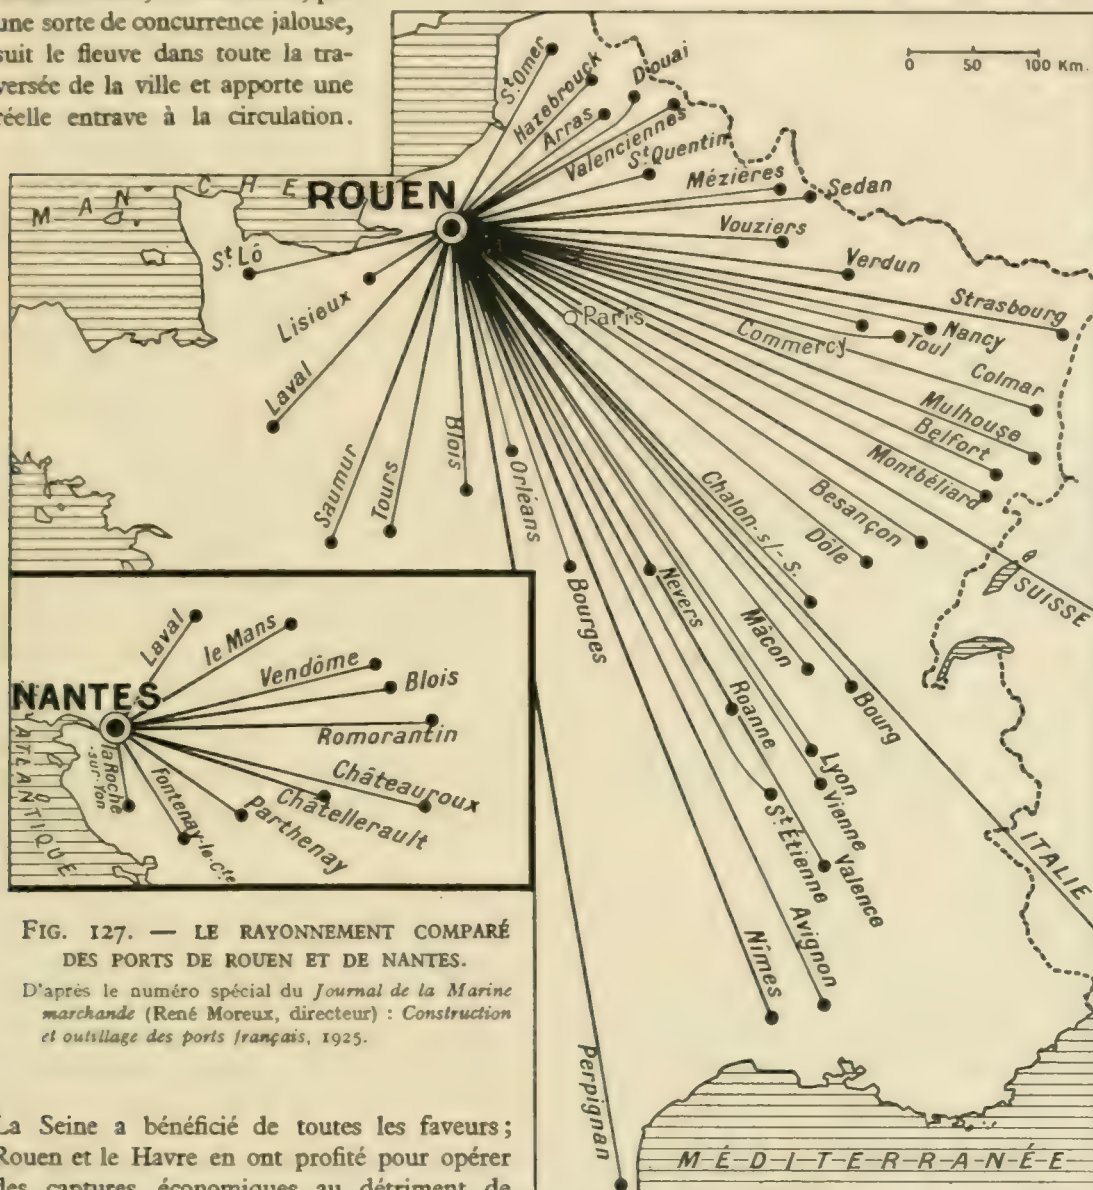 une sorte de concurrence jalouse,
suit le fleuve dans toute la tra-
versée de la ville et apporte une
réelle entrave à la circulation.
0 50 100 Km.
MANCHE
ROUEN
St Omer
Hazebrouck
Arras
Douai
Valenciennes
St Quentin
Mézières
Sedan
Vouziers
Verdun
Strasbourg
Nancy
Toul
Commercy
Colmar
Mulhouse
Belfort
Montbéliard
Besançon
Dôle
SUISSE
Chalon-s/-S.
Mâcon
Bourg
ITALIE
Lyon
Vienne
Roanne
St Étienne
Valence
Avignon
Nîmes
Nevers
Bourges
Orléans
Blois
Tours
Saumur
Laval
Lisieux
St Lô
Paris
Perpignan
MÉDITERRANÉE
NANTES
Laval
le Mans
Vendôme
Blois
Romorantin
Châteauroux
Châtellerault
Parthenay
Fontenay-le-Cte
la Roche
-sur-Yon
ATLANTIQUE
FIG. 127. — LE RAYONNEMENT COMPARÉ
DES PORTS DE ROUEN ET DE NANTES.
D'après le numéro spécial du Journal de la Marine
marchande (René Moreux, directeur) : Construction
et outillage des ports français, 1925.
La Seine a bénéficié de toutes les faveurs ;
Rouen et le Havre en ont profité pour opérer
des captures économiques au détriment de